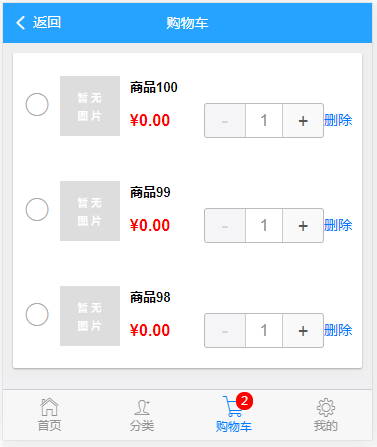 返回
购物车
暂无
图片
商品100
¥0.00
- 1 +
删除
暂无
图片
商品99
¥0.00
- 1 +
删除
暂无
图片
商品98
¥0.00
- 1 +
删除
首页
分类
2
购物车
我的